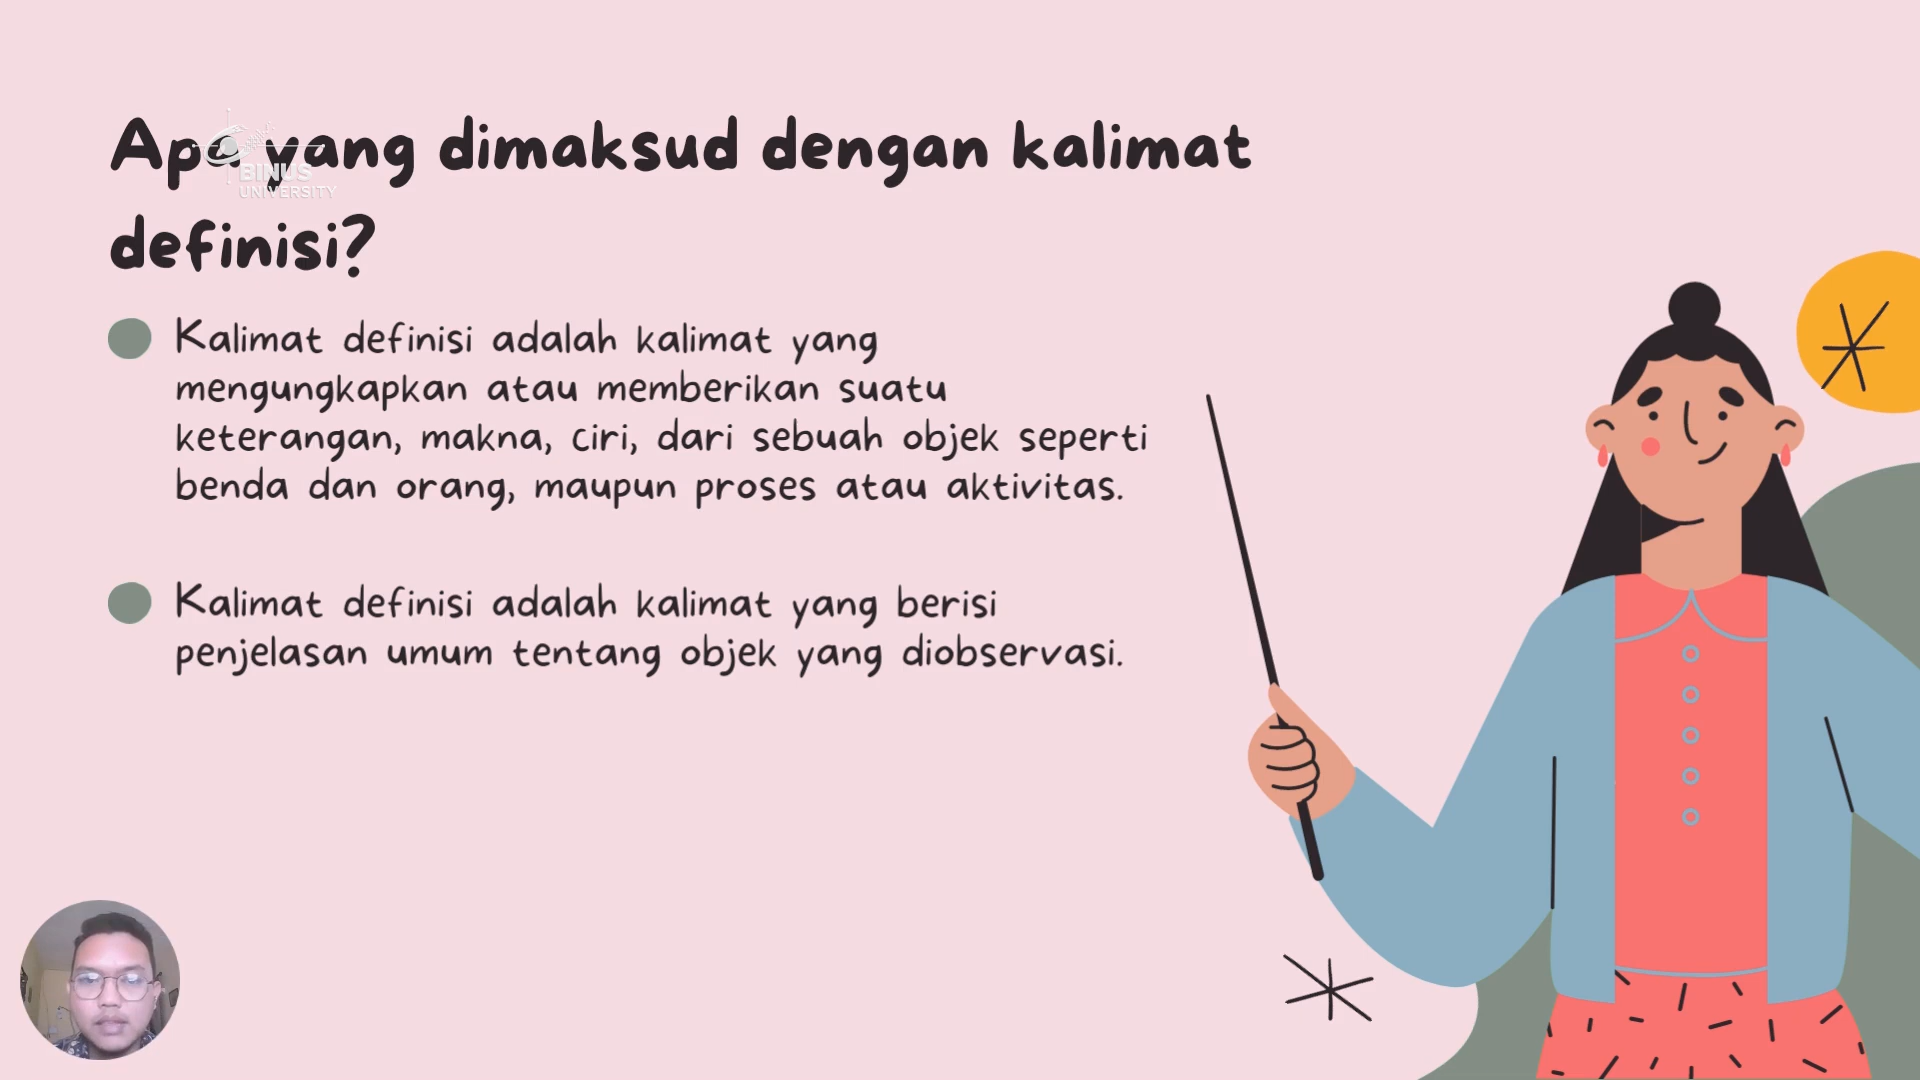 Apa yang dimaksud dengan kalimat
definisi?
BINUS
UNIVERSITY
Kalimat definisi adalah kalimat yang
mengungkapkan atau memberikan suatu
keterangan, makna, ciri, dari sebuah objek seperti
benda dan orang, maupun proses atau aktivitas.
Kalimat definisi adalah kalimat yang berisi
penjelasan umum tentang objek yang diobservasi.